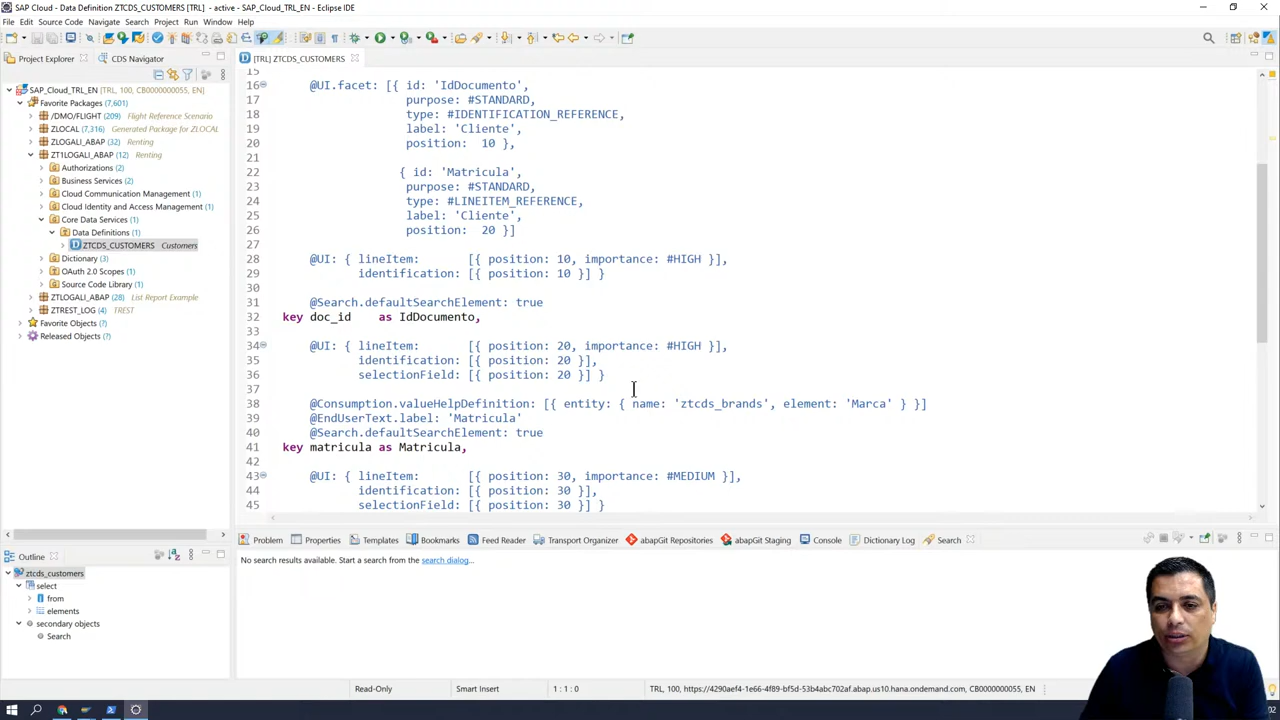 SAP Cloud - Data Definition ZTCDS_CUSTOMERS [TRL] - active - SAP_Cloud_TRL_EN - Eclipse IDE
File Edit Source Code Navigate Search Project Run Window Help
Project Explorer CDS Navigator
[TRL] ZTCDS_CUSTOMERS
SAP_Cloud_TRL_EN (TRL, 100, CB0000000055, EN)
Favorite Packages (7,601)
/DMO/FLIGHT (209) Flight Reference Scenario
ZLOCAL (7,316) Generated Package for ZLOCAL
ZLOGALI_ABAP (32) Renting
ZT1LOGALI_ABAP (12) Renting
Authorizations (2)
Business Services (2)
Cloud Communication Management (1)
Cloud Identity and Access Management (1)
Core Data Services (1)
Data Definitions (1)
ZTCDS_CUSTOMERS Customers
Dictionary (3)
OAuth 2.0 Scopes (1)
Source Code Library (1)
ZTLOGALI_ABAP (28) List Report Example
ZTREST_LOG (4) TREST
Favorite Objects (?)
Released Objects (?)
15
16 @UI.facet: [{ id: 'IdDocumento',
17 purpose: #STANDARD,
18 type: #IDENTIFICATION_REFERENCE,
19 label: 'Cliente',
20 position: 10 },
21
22 { id: 'Matricula',
23 purpose: #STANDARD,
24 type: #LINEITEM_REFERENCE,
25 label: 'Cliente',
26 position: 20 }]
27
28 @UI: { lineItem: [{ position: 10, importance: #HIGH }],
29 identification: [{ position: 10 }] }
30
31 @Search.defaultSearchElement: true
32 key doc_id as IdDocumento,
33
34 @UI: { lineItem: [{ position: 20, importance: #HIGH }],
35 identification: [{ position: 20 }],
36 selectionField: [{ position: 20 }] }
37
38 @Consumption.valueHelpDefinition: [{ entity: { name: 'ztcds_brands', element: 'Marca' } }]
39 @EndUserText.label: 'Matricula'
40 @Search.defaultSearchElement: true
41 key matricula as Matricula,
42
43 @UI: { lineItem: [{ position: 30, importance: #MEDIUM }],
44 identification: [{ position: 30 }],
45 selectionField: [{ position: 30 }] }
Problem Properties Templates Bookmarks Feed Reader Transport Organizer abapGit Repositories abapGit Staging Console Dictionary Log Search
No search results available. Start a search from the search dialog...
Outline
ztcds_customers
select
from
elements
secondary objects
Search
Read-Only Smart Insert 1 : 1 : 0 TRL, 100, https://4290aef4-1e66-4f89-bf5d-53b4abc702af.abap.us10.hana.ondemand.com, CB0000000055, EN